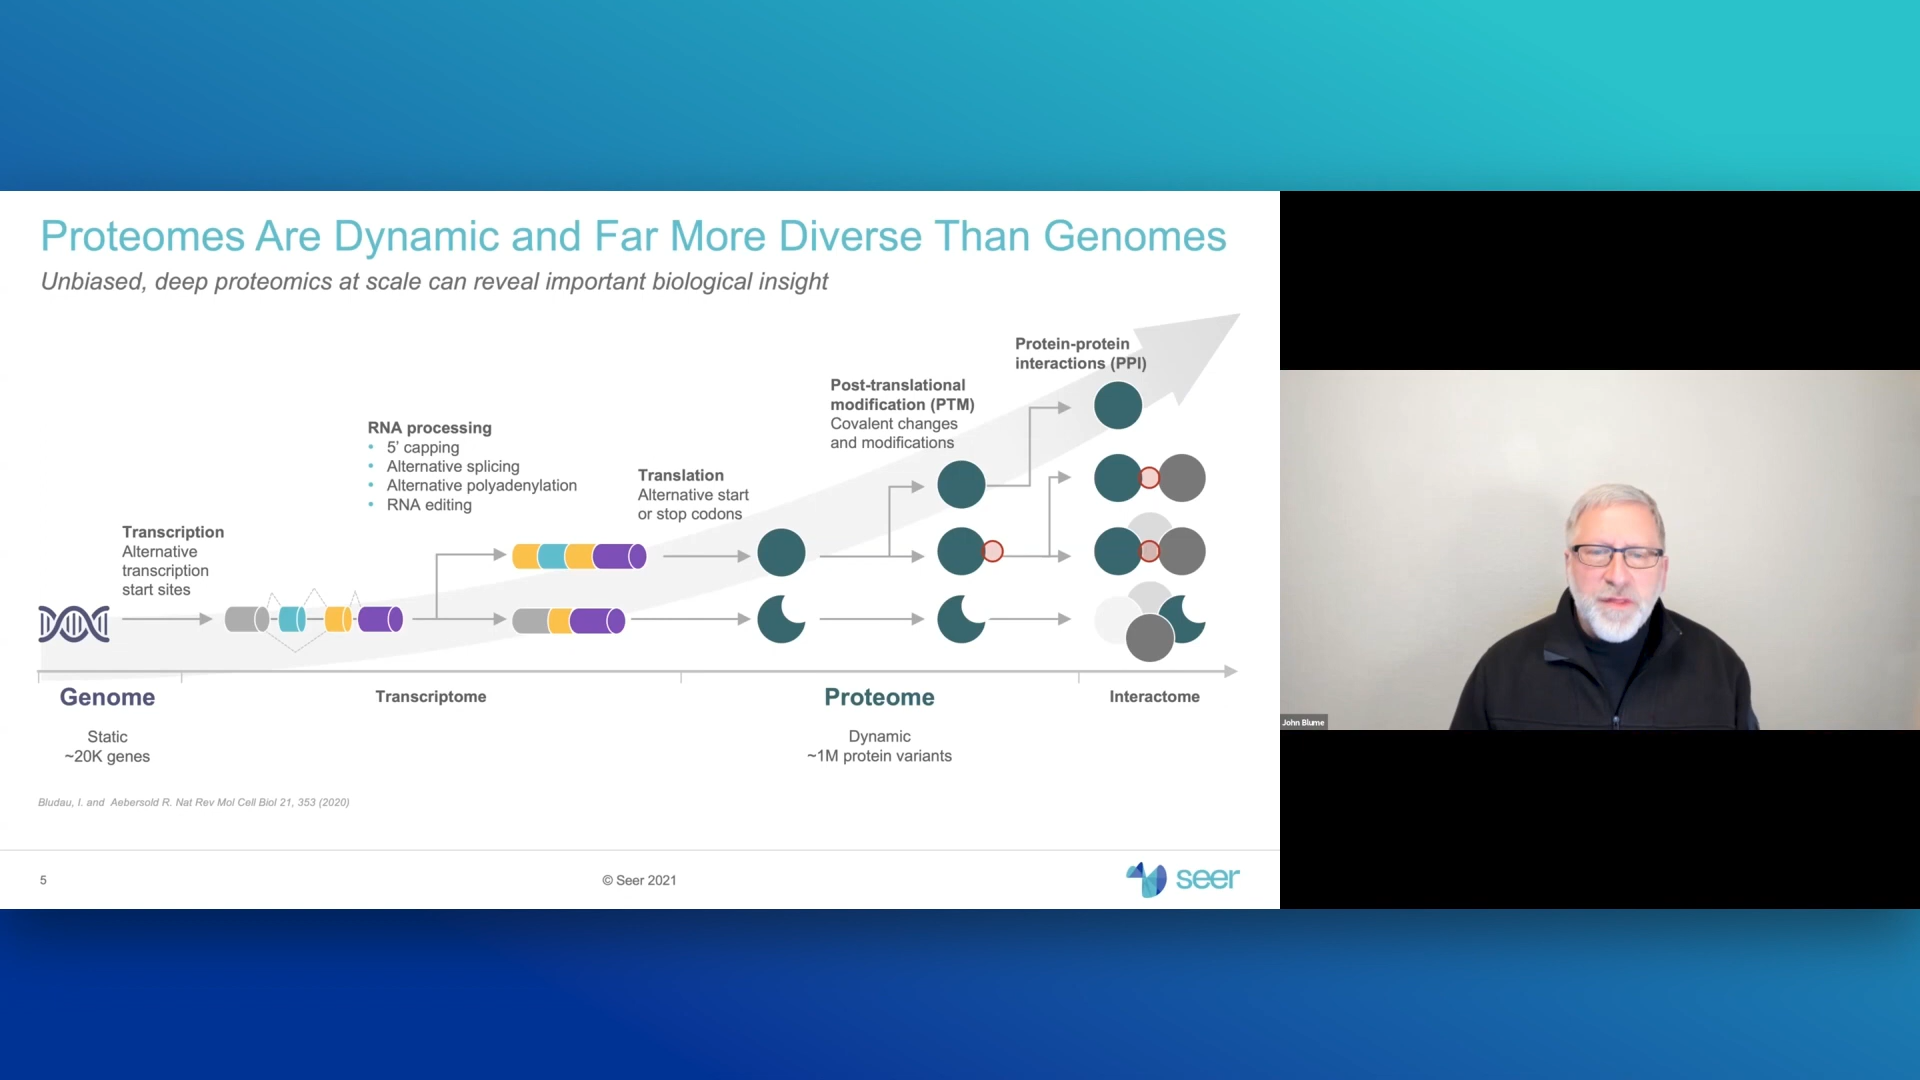 Proteomes Are Dynamic and Far More Diverse Than Genomes
Unbiased, deep proteomics at scale can reveal important biological insight
Protein-protein
interactions (PPI)
Post-translational
modification (PTM)
Covalent changes
and modifications
RNA processing
• 5’ capping
• Alternative splicing
• Alternative polyadenylation
• RNA editing
Translation
Alternative start
or stop codons
Transcription
Alternative
transcription
start sites
Genome
Transcriptome
Proteome
Interactome
Static
~20K genes
Dynamic
~1M protein variants
Bludau, I. and Aebersold R. Nat Rev Mol Cell Biol 21, 353 (2020)
5
© Seer 2021
seer
John Blume